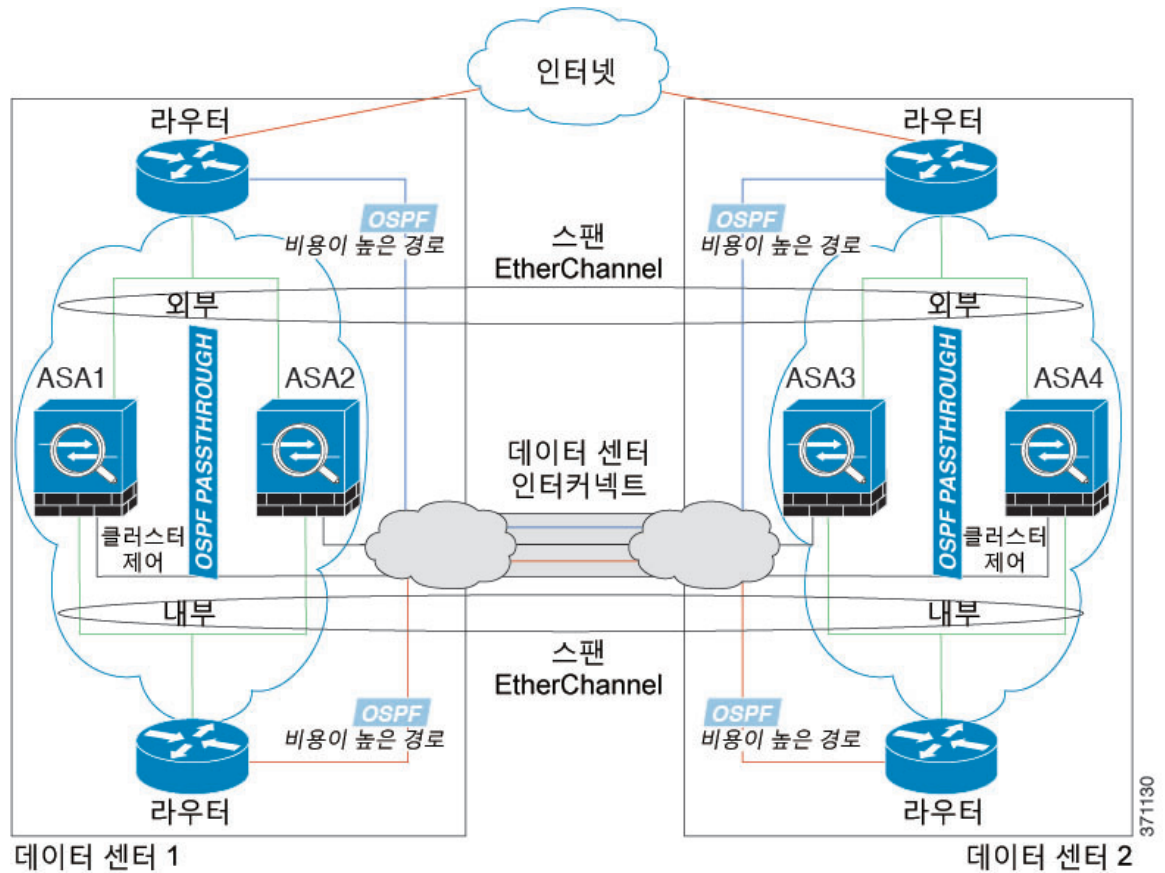 인터넷
라우터
라우터
OSPF
비용이 높은 경로
스팬
EtherChannel
OSPF
비용이 높은 경로
외부
외부
ASA1
ASA2
ASA3
ASA4
OSPF PASSTHROUGH
OSPF PASSTHROUGH
데이터 센터
인터커넥트
클러스터
제어
클러스터
제어
내부
내부
스팬
EtherChannel
OSPF
비용이 높은 경로
OSPF
비용이 높은 경로
라우터
라우터
371130
데이터 센터 1
데이터 센터 2